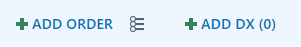 ADD ORDER ADD DX (0)